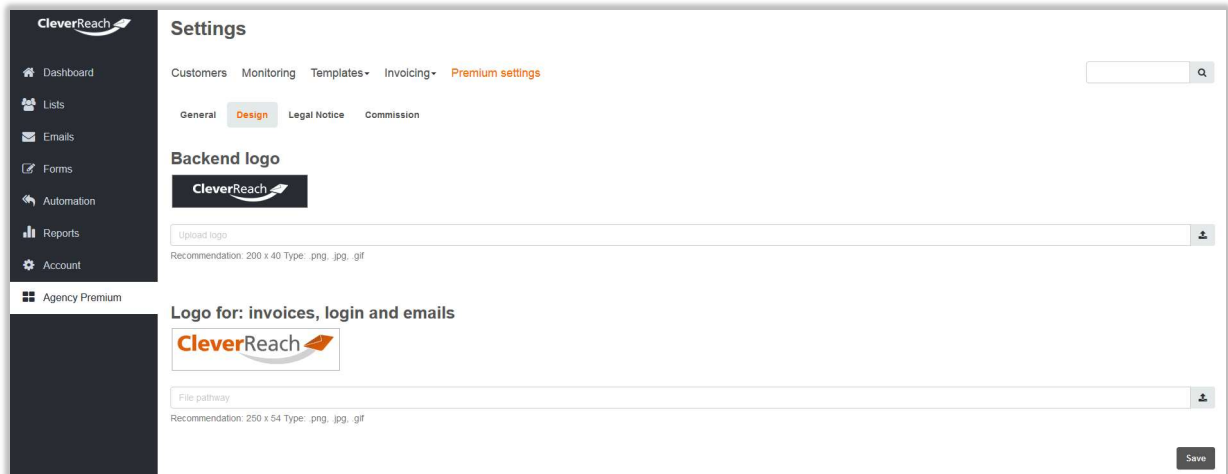 CleverReach
Dashboard
Lists
Emails
Forms
Automation
Reports
Account
Agency Premium
Settings
Customers Monitoring Templates Invoicing Premium settings
General Design Legal Notice Commission
Backend logo
CleverReach
Upload logo
Recommendation: 200 x 40 Type: .png, .jpg, .gif
Logo for: invoices, login and emails
CleverReach
File pathway
Recommendation: 250 x 54 Type: .png, .jpg, .gif
Save